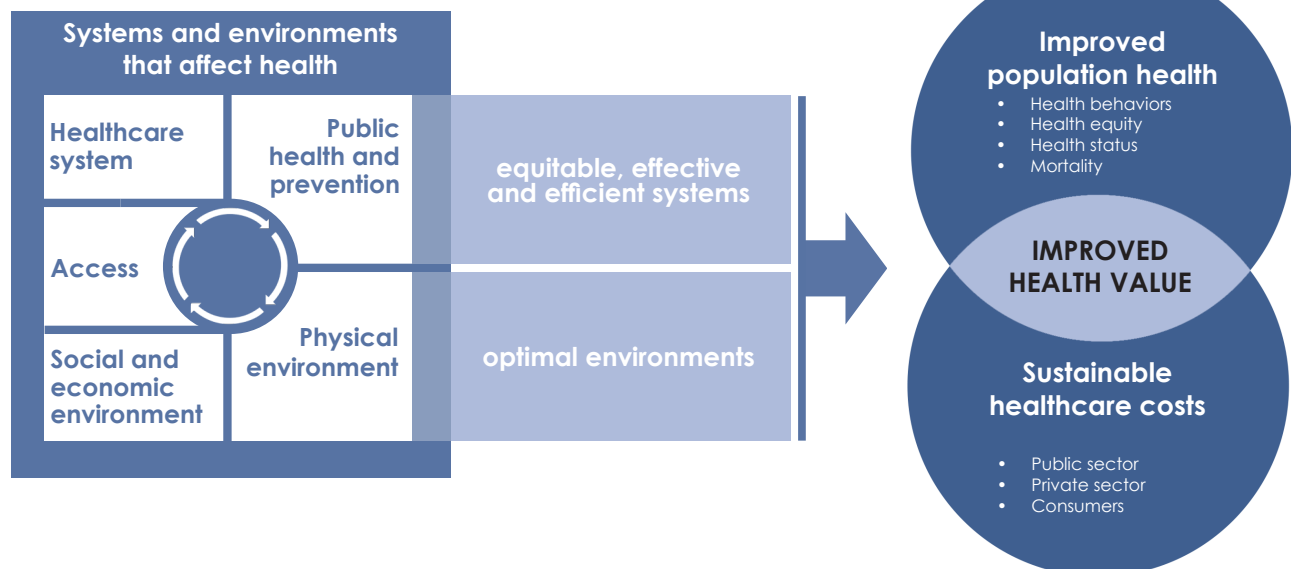 Systems and environments
that affect health
Healthcare
system
Public
health and
prevention
Access
Social and
economic
environment
Physical
environment
equitable, effective
and efficient systems
optimal environments
Improved
population health
• Health behaviors
• Health equity
• Health status
• Mortality
IMPROVED
HEALTH VALUE
Sustainable
healthcare costs
• Public sector
• Private sector
• Consumers